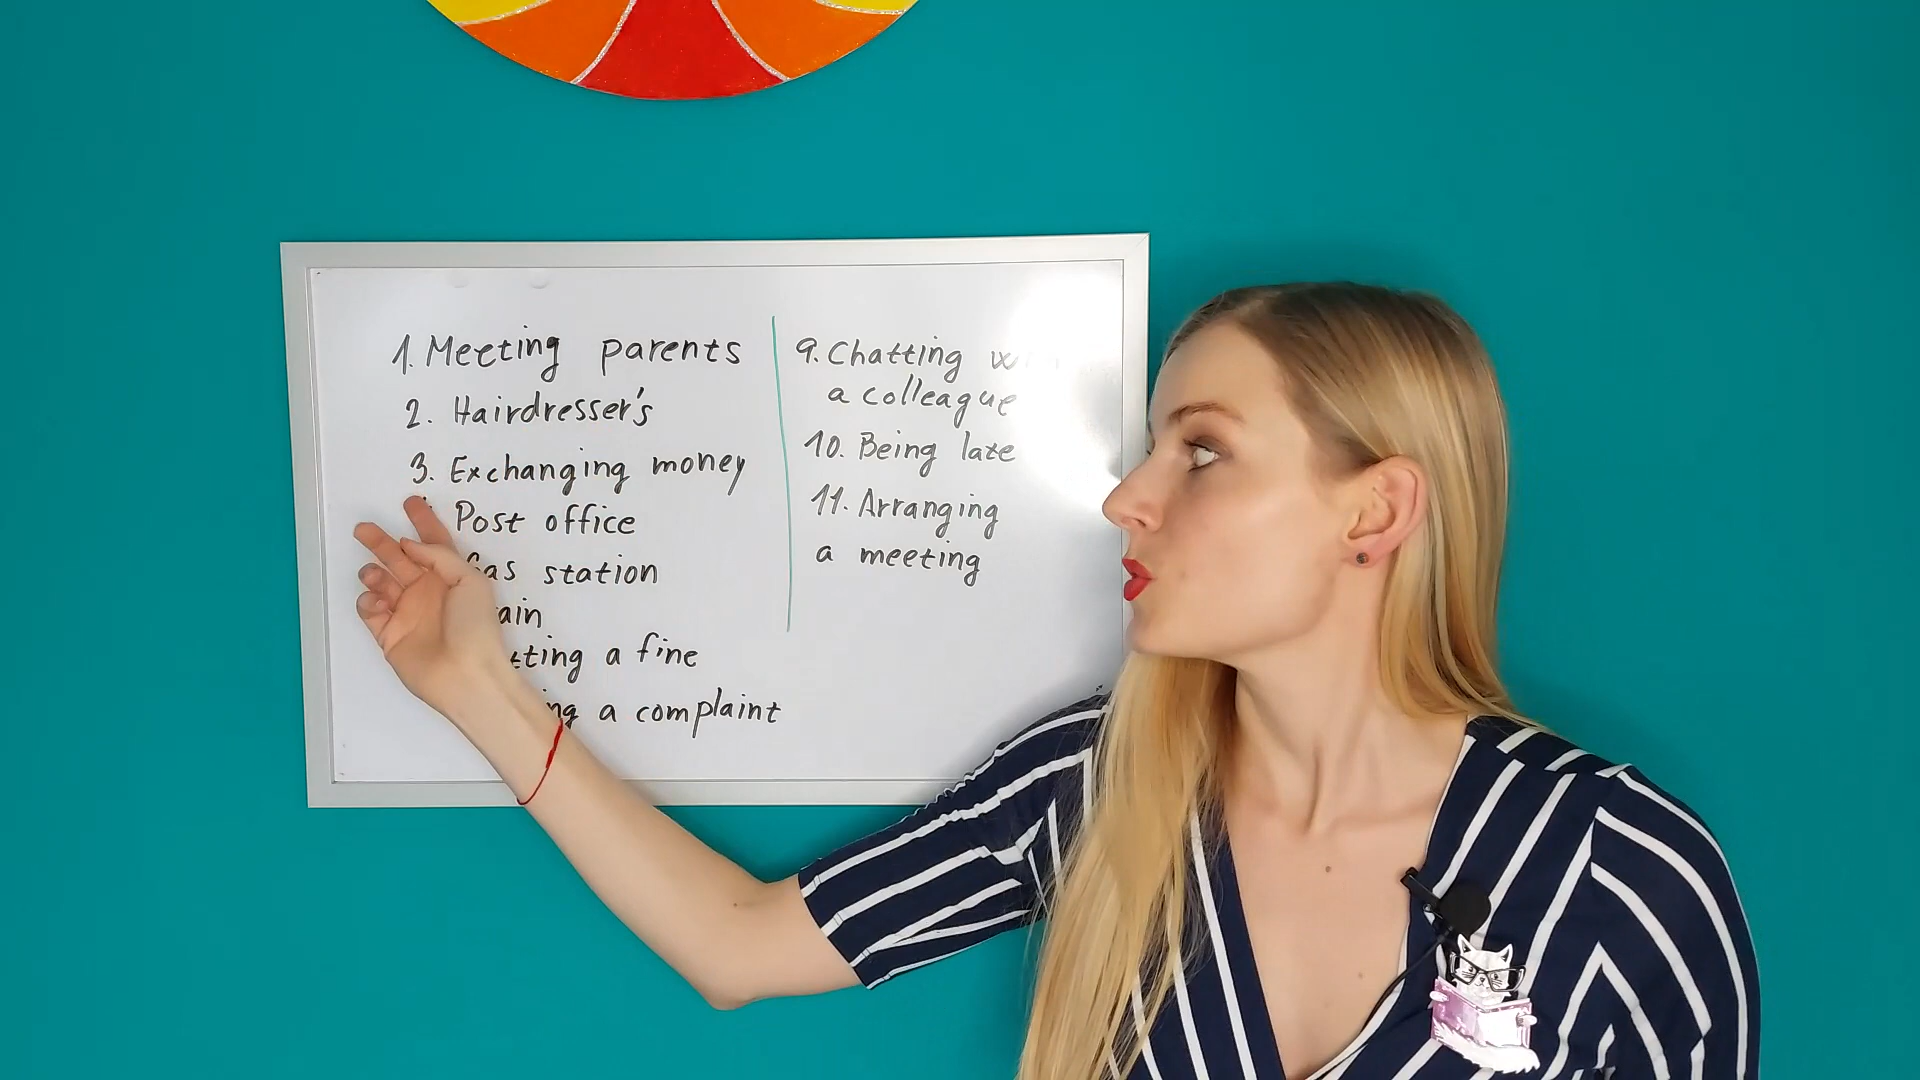 1. Meeting parents
2. Hairdresser's
3. Exchanging money
Post office
station
a fine
a complaint
9. Chatting
a colleague
10. Being late
11. Arranging
a meeting